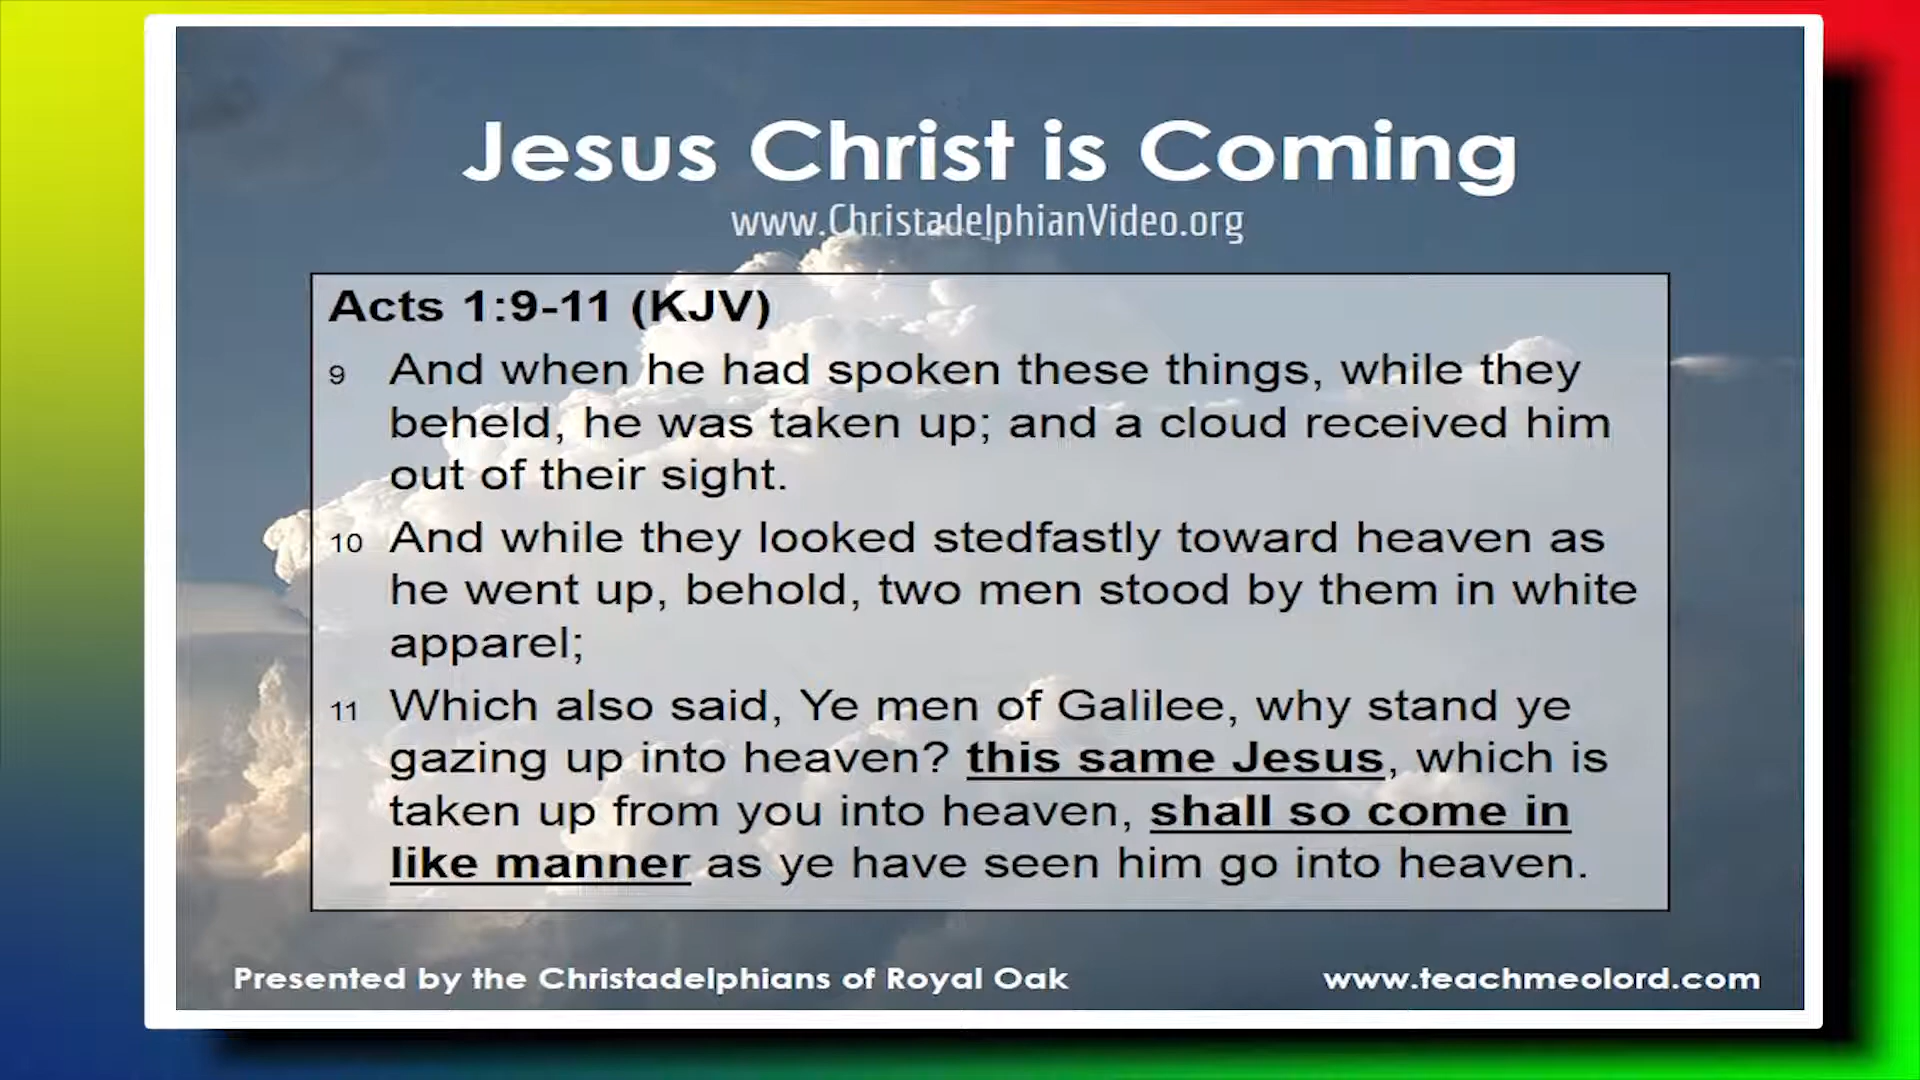 Jesus Christ is Coming
www.ChristadelphianVideo.org
Acts 1:9-11 (KJV)
9 And when he had spoken these things, while they
beheld, he was taken up; and a cloud received him
out of their sight.
10 And while they looked stedfastly toward heaven as
he went up, behold, two men stood by them in white
apparel;
11 Which also said, Ye men of Galilee, why stand ye
gazing up into heaven? this same Jesus, which is
taken up from you into heaven, shall so come in
like manner as ye have seen him go into heaven.
Presented by the Christadelphians of Royal Oak
www.teachmeolord.com